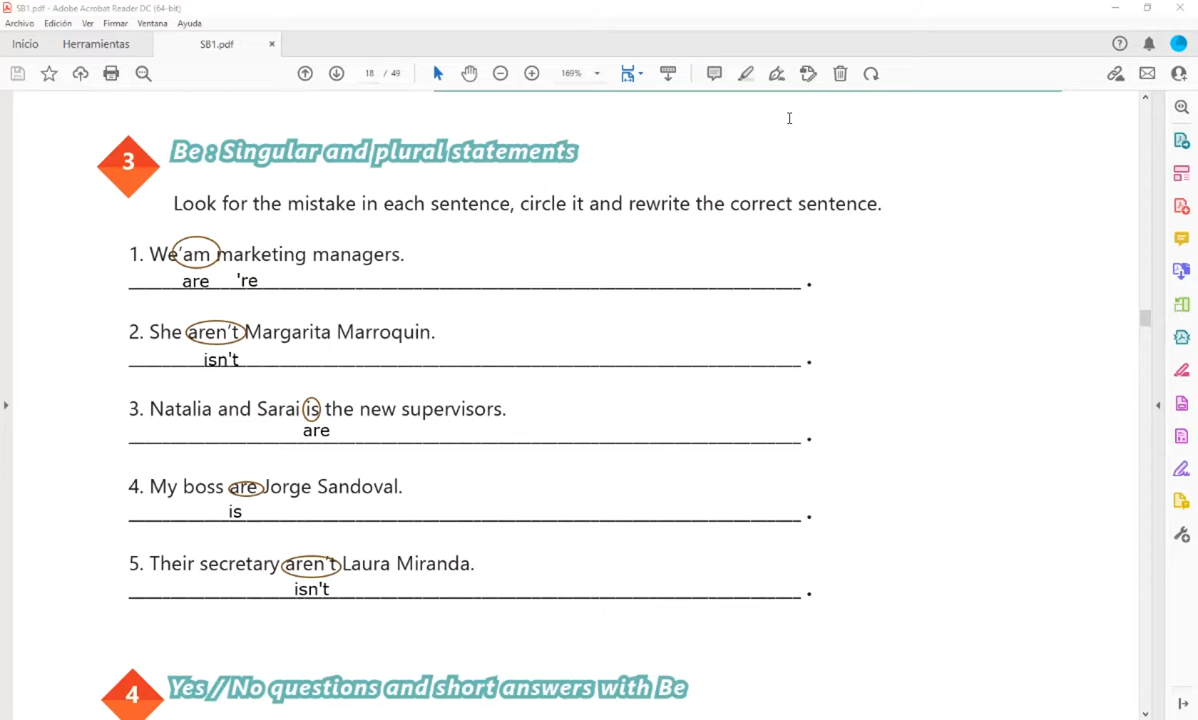 SB1.pdf - Adobe Acrobat Reader DC (64-bit)
Archivo Edición Ver Firmar Ventana Ayuda
Inicio Herramientas SB1.pdf ×
18 / 49 169%
3 Be : Singular and plural statements
Look for the mistake in each sentence, circle it and rewrite the correct sentence.
1. We'am marketing managers.
are 're .
2. She aren't Margarita Marroquin.
isn't .
3. Natalia and Sarai is the new supervisors.
are .
4. My boss are Jorge Sandoval.
is .
5. Their secretary aren't Laura Miranda.
isn't .
4 Yes / No questions and short answers with Be